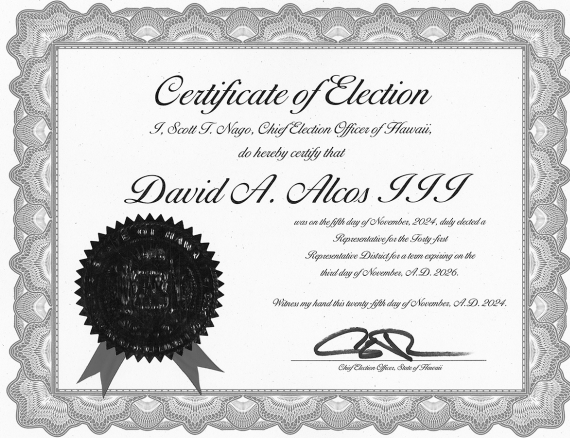 Certificate of Election
I, Scott T. Nago, Chief Election Officer of Hawaii,
do hereby certify that
David A. Alcos III
was on the fifth day of November, 2024, duly elected a
Representative for the Forty-first
Representative District for a term expiring on the
third day of November, A.D. 2026.
Witness my hand this twenty-fifth day of November, A.D. 2024.
Chief Election Officer, State of Hawaii